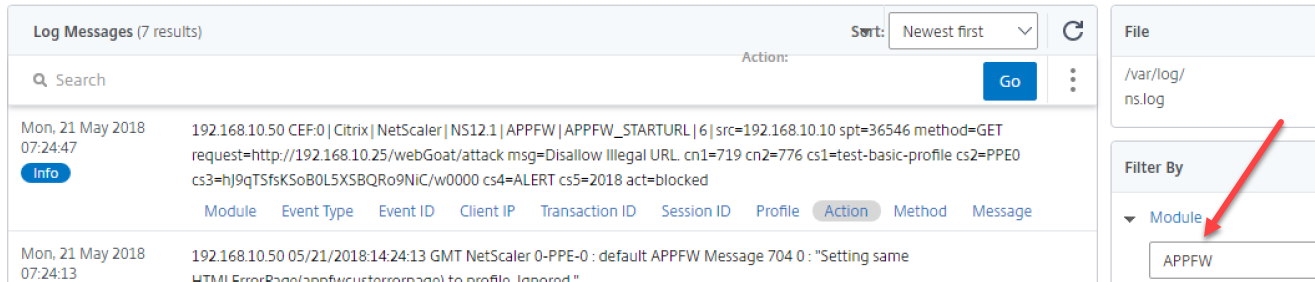 Log Messages (7 results)
Sort:
Newest first
Action:
Search
Go
Mon, 21 May 2018
07:24:47
Info
192.168.10.50 CEF:0|Citrix|NetScaler|NS12.1|APPFW|APPFW_STARTURL|6|src=192.168.10.10 spt=36546 method=GET
request=http://192.168.10.25/webGoat/attack msg=Disallow Illegal URL. cn1=719 cn2=776 cs1=test-basic-profile cs2=PPE0
cs3=hJ9qTSfsKSoB0L5XSBQRo9NiC/w0000 cs4=ALERT cs5=2018 act=blocked
Module Event Type Event ID Client IP Transaction ID Session ID Profile Action Method Message
Mon, 21 May 2018
07:24:13
192.168.10.50 05/21/2018:14:24:13 GMT NetScaler 0-PPE-0 : default APPFW Message 704 0 : "Setting same
HTMLErrorPage(appfwcusterrorpage) to profile. Ignored."
File
/var/log/
ns.log
Filter By
Module
APPFW